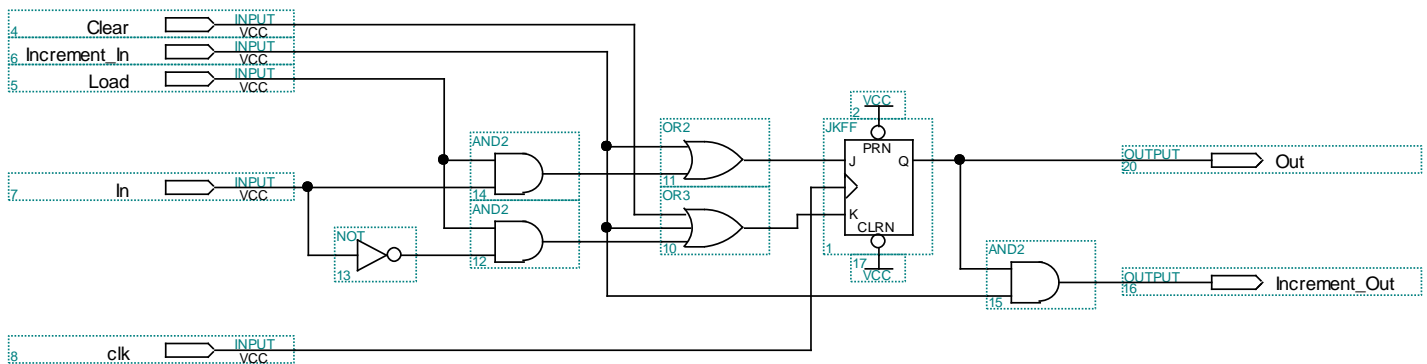 4 Clear INPUT VCC
6 Increment_In INPUT VCC
5 Load INPUT VCC
7 In INPUT VCC
8 clk INPUT VCC
NOT
13
AND2
14
AND2
12
OR2
11
OR3
10
VCC
2
JKFF
PRN
J Q
K
CLRN
1
17
VCC
AND2
15
OUTPUT
20
Out
OUTPUT
16
Increment_Out